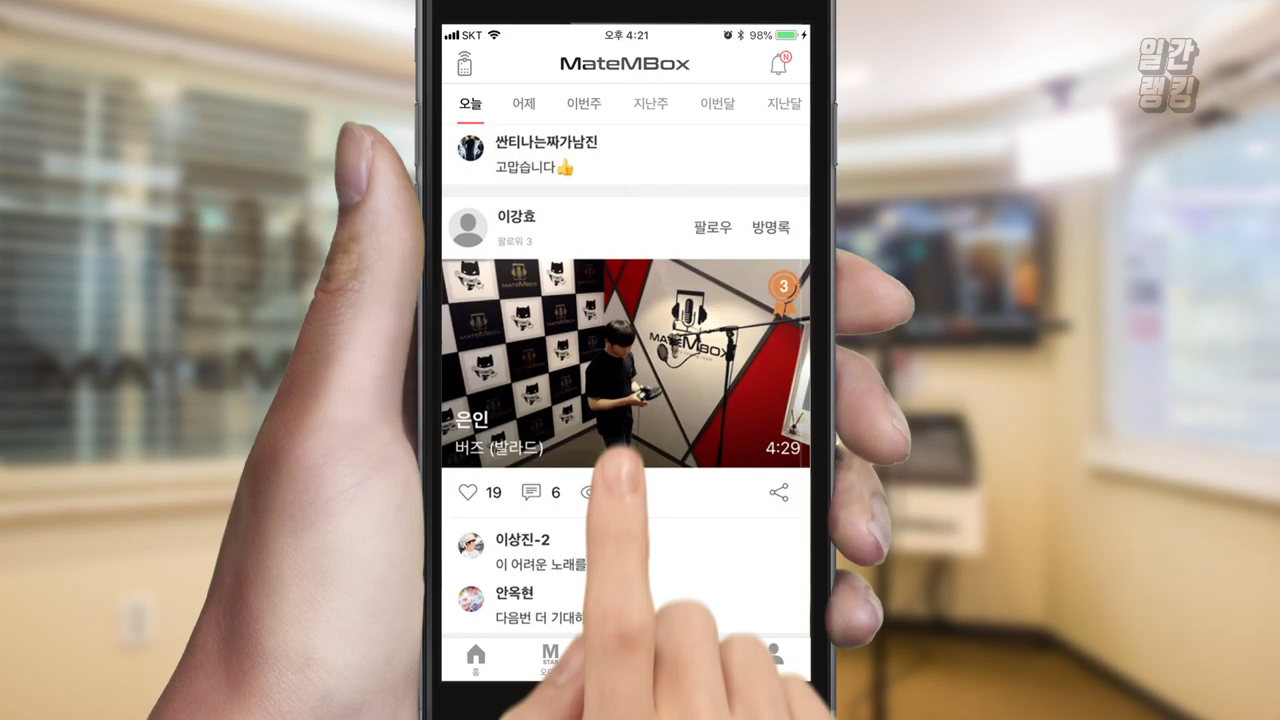 SKT 오후 4:21 98%
MateMBox
N
일간
랭킹
오늘 어제 이번주 지난주 이번달 지난달
싼티나는짜가남진
고맙습니다👍
이강효
팔로워 3
팔로우 방명록
3
MATEMBOX
은인
버즈 (발라드)
4:29
19 6
이상진-2
이 어려운 노래를
안옥현
다음번 더 기대하
홈
M
STAR